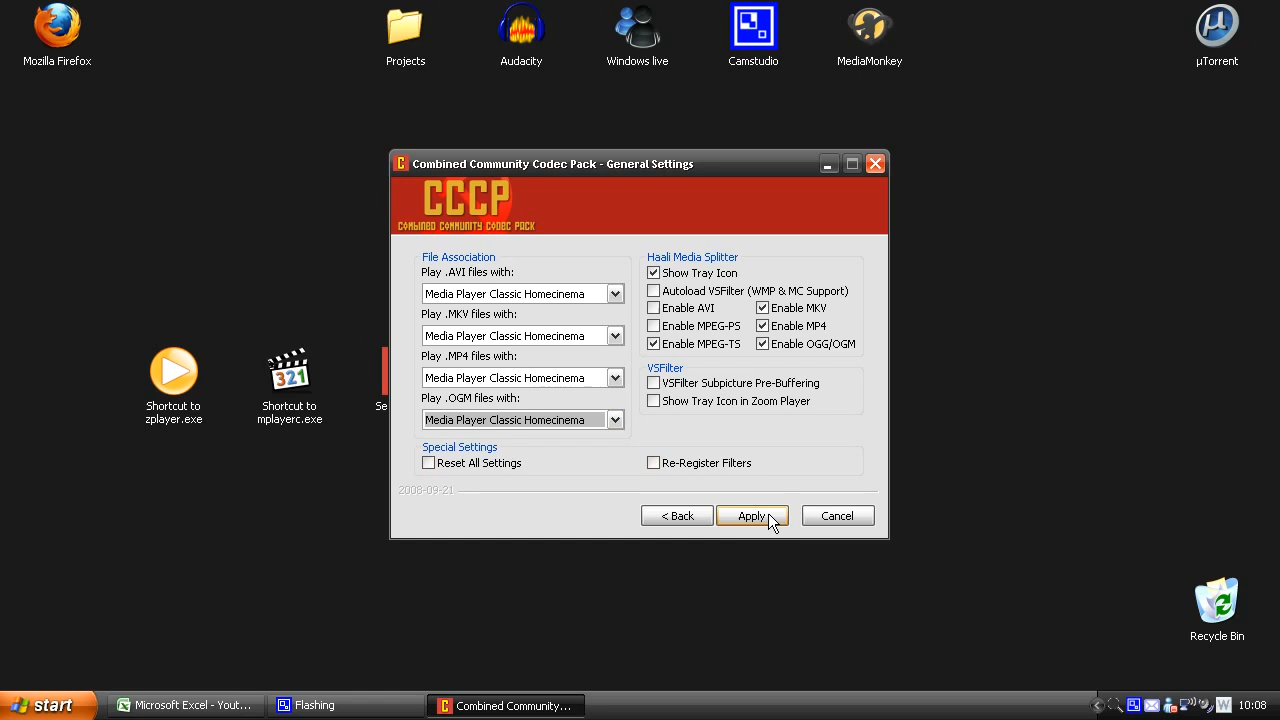 Mozilla Firefox
Projects
Audacity
Windows live
Camstudio
MediaMonkey
µ
µTorrent
C Combined Community Codec Pack - General Settings
CCCP
COMBINED COMMUNITY CODEC PACK
File Association
Play .AVI files with:
Media Player Classic Homecinema
Play .MKV files with:
Media Player Classic Homecinema
Play .MP4 files with:
Media Player Classic Homecinema
Play .OGM files with:
Media Player Classic Homecinema
Haali Media Splitter
Show Tray Icon
Autoload VSFilter (WMP & MC Support)
Enable AVI
Enable MKV
Enable MPEG-PS
Enable MP4
Enable MPEG-TS
Enable OGG/OGM
VSFilter
VSFilter Subpicture Pre-Buffering
Show Tray Icon in Zoom Player
Special Settings
Reset All Settings
Re-Register Filters
2008-09-21
< Back
Apply
Cancel
321
Shortcut to
zplayer.exe
Shortcut to
mplayerc.exe
Se
Recycle Bin
start
Microsoft Excel - Yout...
Flashing
C Combined Community...
W
10:08